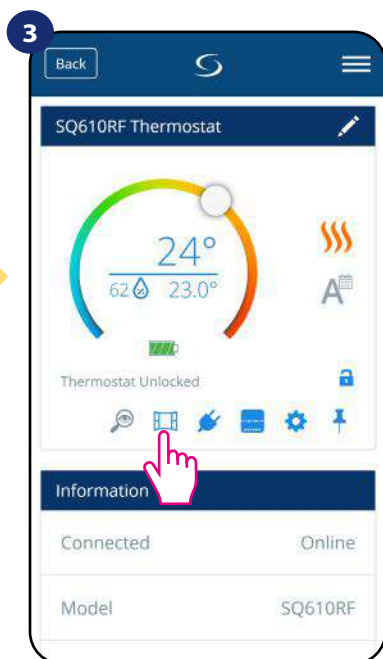 3
Back
SQ610RF Thermostat
24°
62 23.0°
A
Thermostat Unlocked
Information
Connected Online
Model SQ610RF